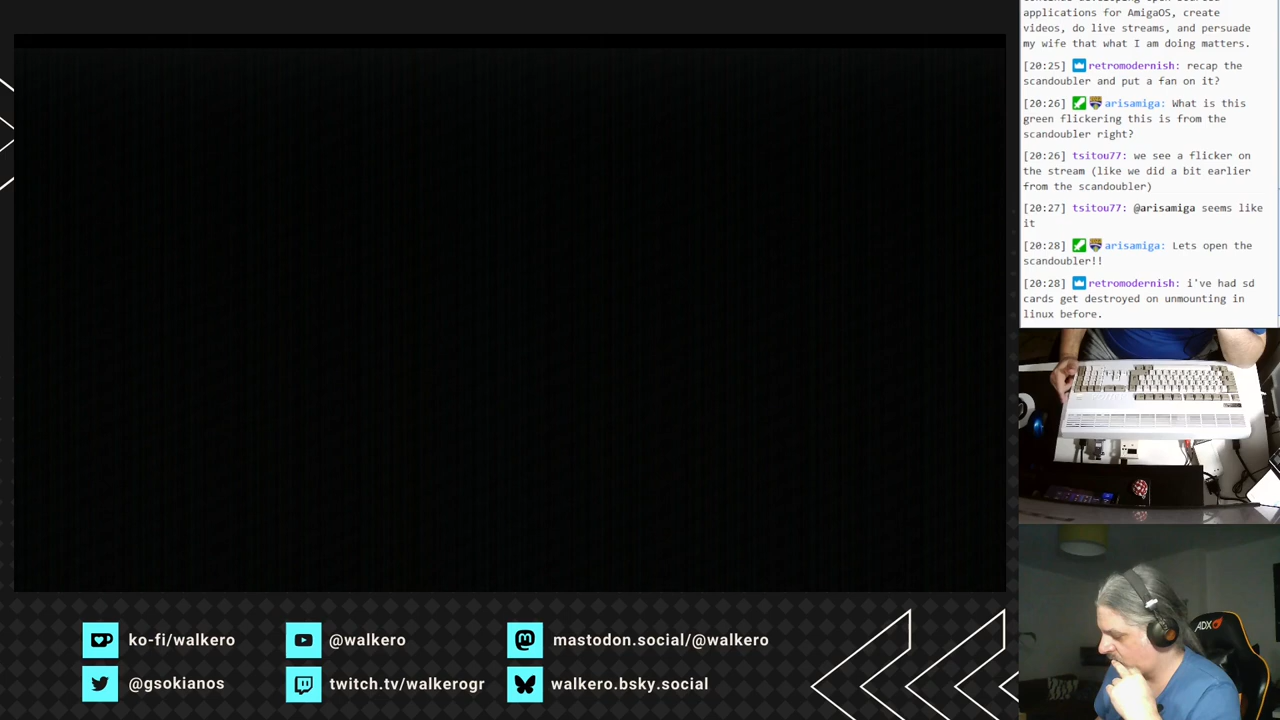 applications for AmigaOS, create
videos, do live streams, and persuade
my wife that what I am doing matters.
[20:25] retromodernish: recap the
scandoubler and put a fan on it?
[20:26] arisamiga: What is this
green flickering this is from the
scandoubler right?
[20:26] tsitou77: we see a flicker on
the stream (like we did a bit earlier
from the scandoubler)
[20:27] tsitou77: @arisamiga seems like
it
[20:28] arisamiga: Lets open the
scandoubler!!
[20:28] retromodernish: i've had sd
cards get destroyed on unmounting in
linux before.
ADX
ko-fi/walkero
@walkero
mastodon.social/@walkero
@gsokianos
twitch.tv/walkerogr
walkero.bsky.social